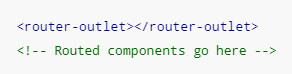 <router-outlet></router-outlet>
<!-- Routed components go here -->